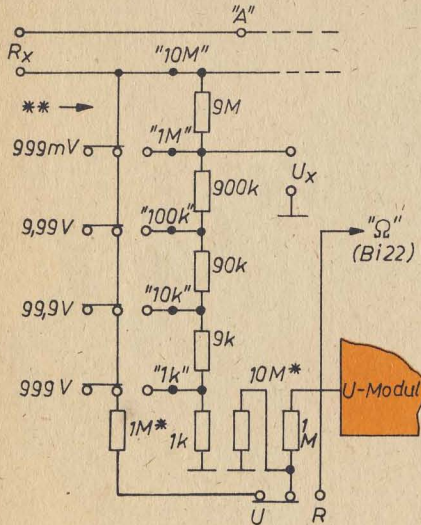 "A"
Rx
"10M"
**
9M
999mV
"1M"
Ux
900k
9,99V
"100k"
"Ω"
(Bi22)
90k
99,9V
"10k"
9k
999V
"1k"
10M*
U-Modul
1M*
1k
1
M
U
R